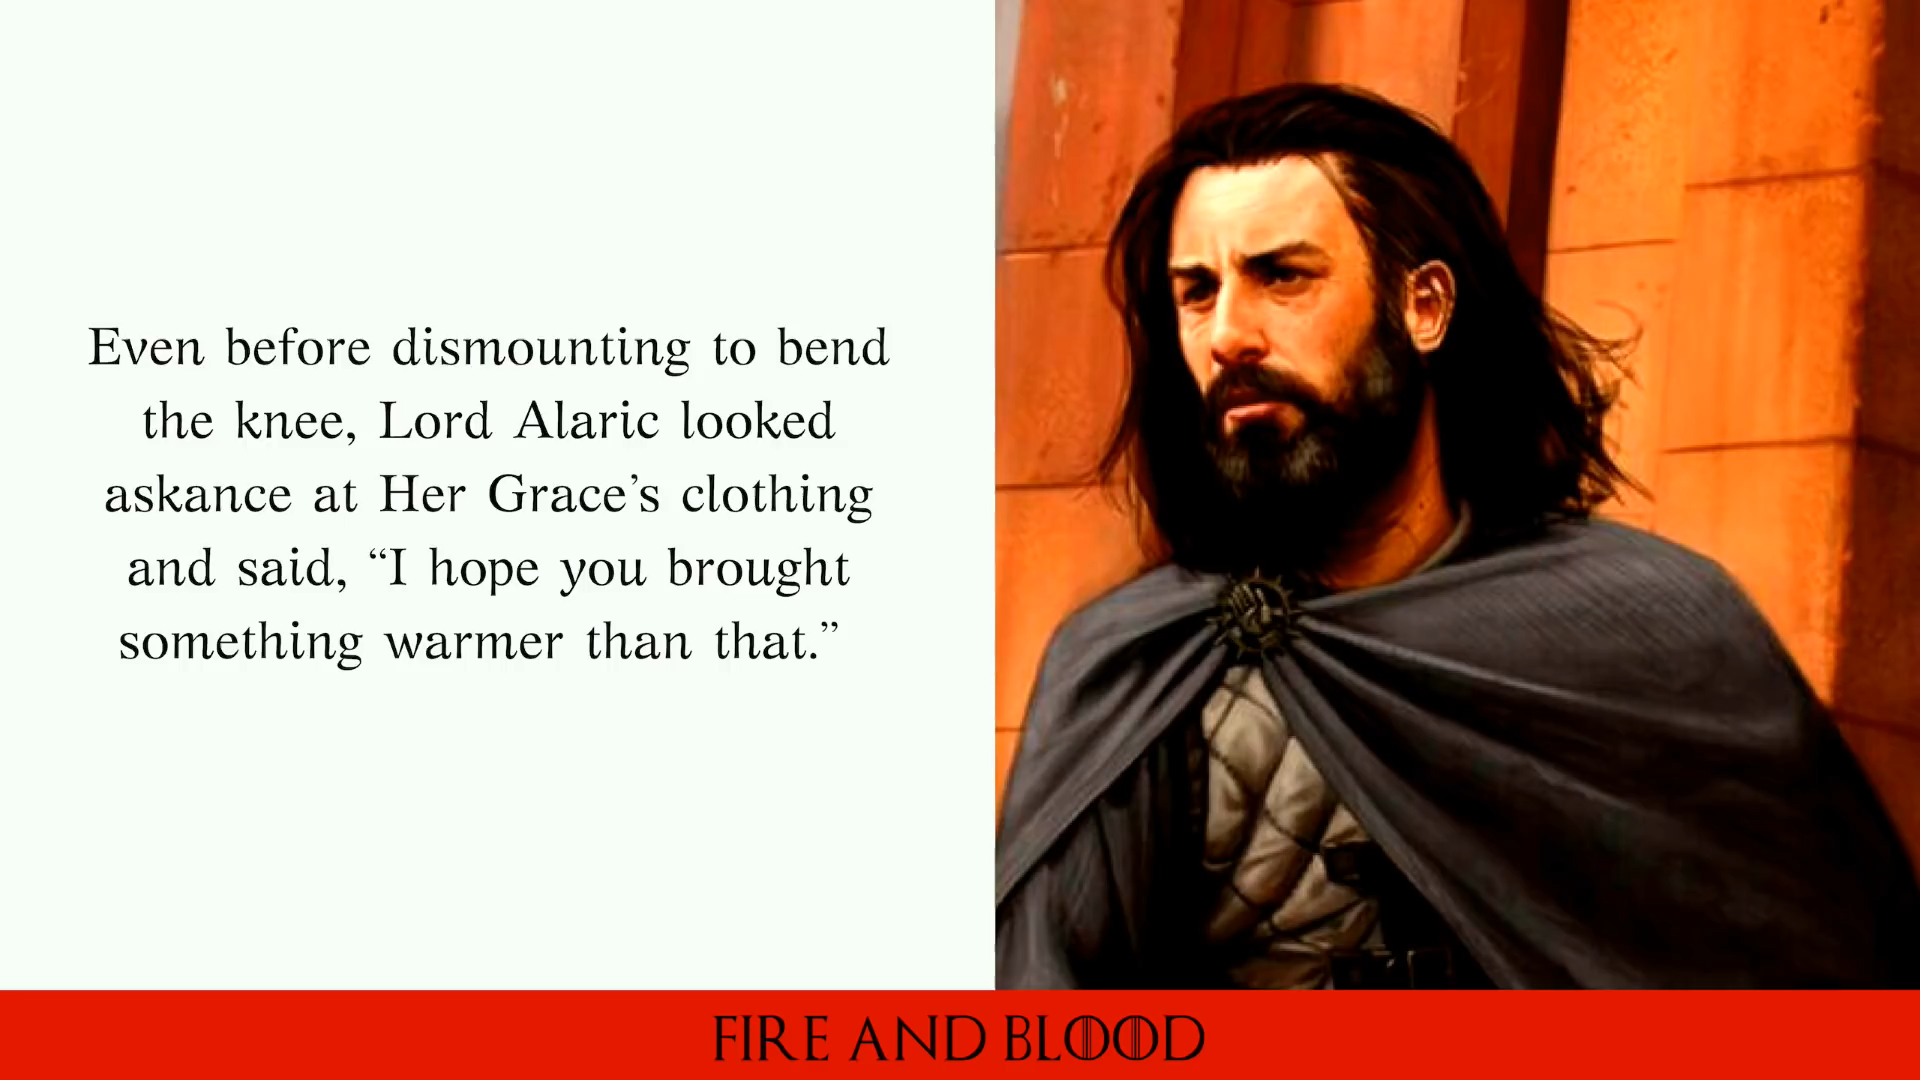 Even before dismounting to bend
the knee, Lord Alaric looked
askance at Her Grace’s clothing
and said, “I hope you brought
something warmer than that.”
FIRE AND BLOOD